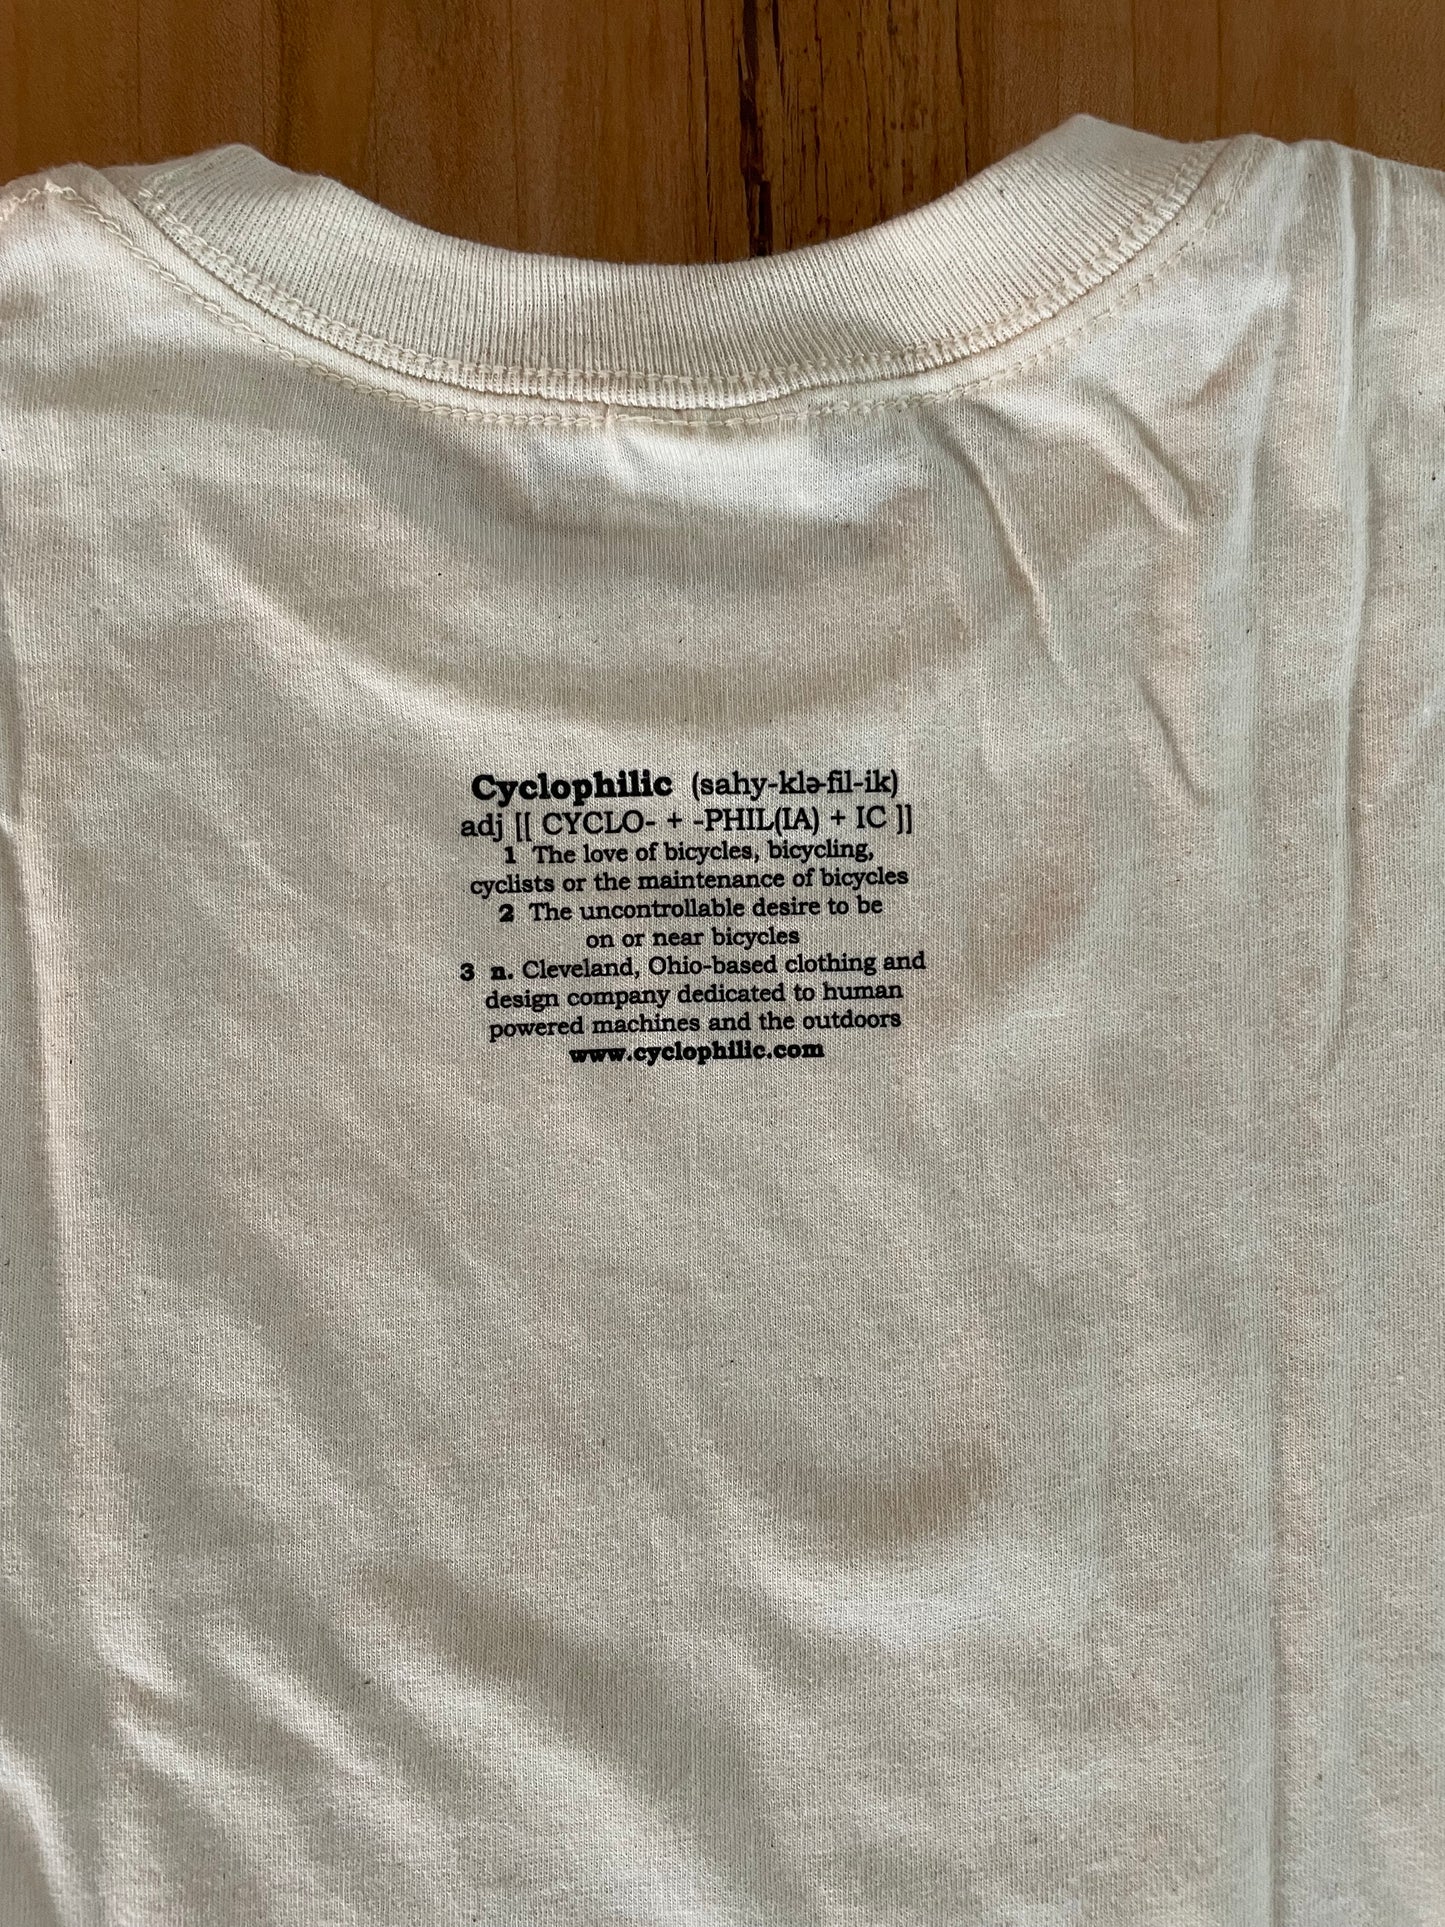 Cyclophilic (sahy-klə-fil-ik)
adj [[ CYCLO- + -PHIL(IA) + IC ]]
1 The love of bicycles, bicycling,
cyclists or the maintenance of bicycles
2 The uncontrollable desire to be
on or near bicycles
3 n. Cleveland, Ohio-based clothing and
design company dedicated to human
powered machines and the outdoors
www.cyclophilic.com